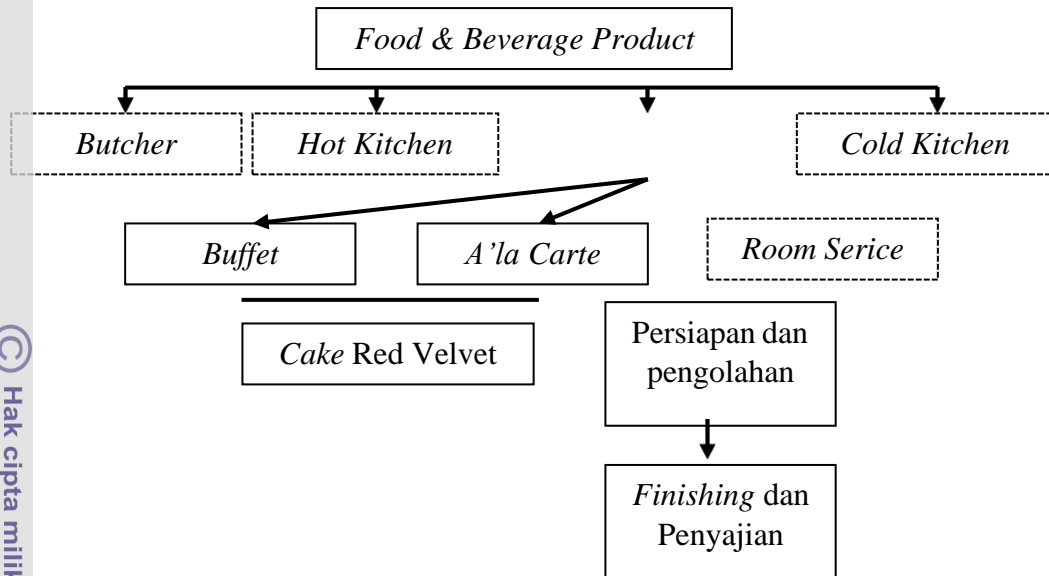 Food & Beverage Product
Butcher
Hot Kitchen
Cold Kitchen
Buffet
A'la Carte
Room Serice
Cake Red Velvet
Persiapan dan
pengolahan
Finishing dan
Penyajian
© Hak cipta milik